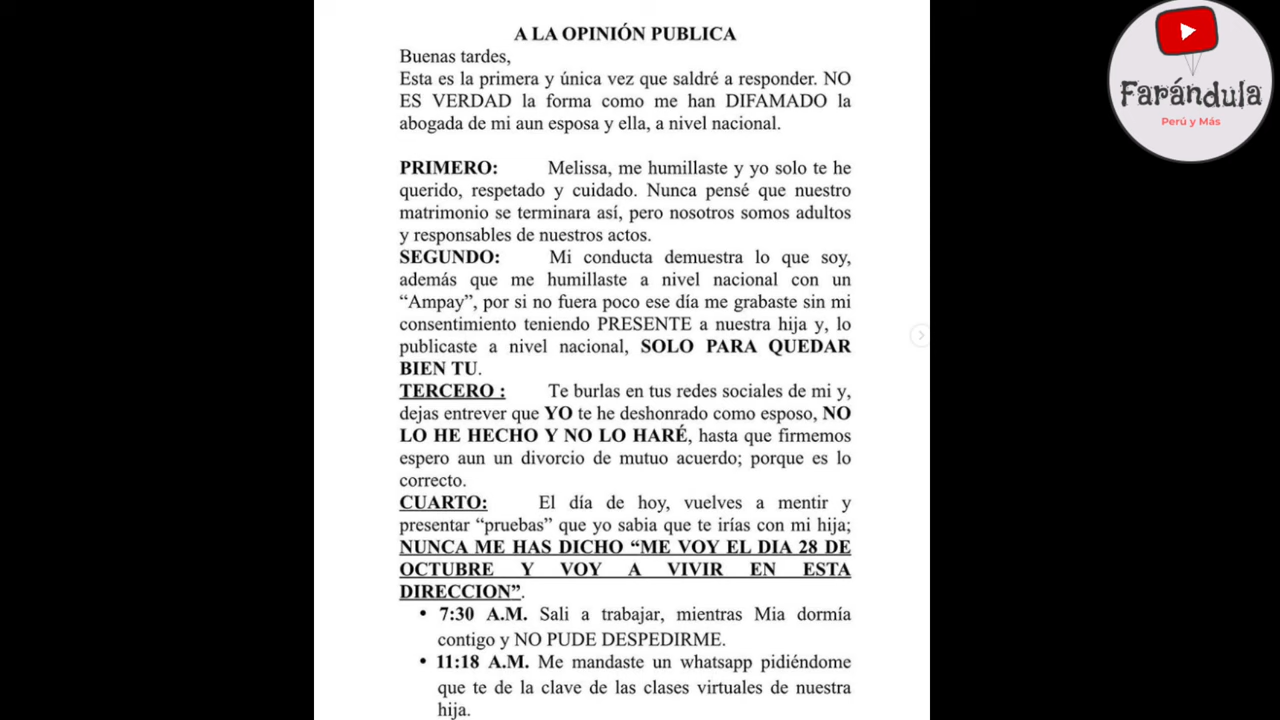 A LA OPINIÓN PUBLICA
Buenas tardes,
Esta es la primera y única vez que saldré a responder. NO
ES VERDAD la forma como me han DIFAMADO la
abogada de mi aun esposa y ella, a nivel nacional.
PRIMERO: Melissa, me humillaste y yo solo te he
querido, respetado y cuidado. Nunca pensé que nuestro
matrimonio se terminara así, pero nosotros somos adultos
y responsables de nuestros actos.
SEGUNDO: Mi conducta demuestra lo que soy,
además que me humillaste a nivel nacional con un
“Ampay”, por si no fuera poco ese día me grabaste sin mi
consentimiento teniendo PRESENTE a nuestra hija y, lo
publicaste a nivel nacional, SOLO PARA QUEDAR
BIEN TU.
TERCERO : Te burlas en tus redes sociales de mi y,
dejas entrever que YO te he deshonrado como esposo, NO
LO HE HECHO Y NO LO HARÉ, hasta que firmemos
espero aun un divorcio de mutuo acuerdo; porque es lo
correcto.
CUARTO: El día de hoy, vuelves a mentir y
presentar “pruebas” que yo sabia que te irías con mi hija;
NUNCA ME HAS DICHO “ME VOY EL DIA 28 DE
OCTUBRE Y VOY A VIVIR EN ESTA
DIRECCION”.
• 7:30 A.M. Sali a trabajar, mientras Mia dormía
contigo y NO PUDE DESPEDIRME.
• 11:18 A.M. Me mandaste un whatsapp pidiéndome
que te de la clave de las clases virtuales de nuestra
hija.
Farándula
Perú y Más